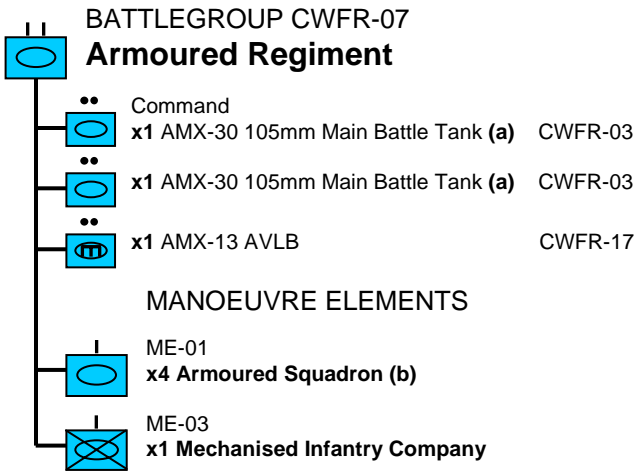 BATTLEGROUP CWFR-07
Armoured Regiment
Command
x1 AMX-30 105mm Main Battle Tank (a) CWFR-03
x1 AMX-30 105mm Main Battle Tank (a) CWFR-03
x1 AMX-13 AVLB CWFR-17
MANOEUVRE ELEMENTS
ME-01
x4 Armoured Squadron (b)
ME-03
x1 Mechanised Infantry Company